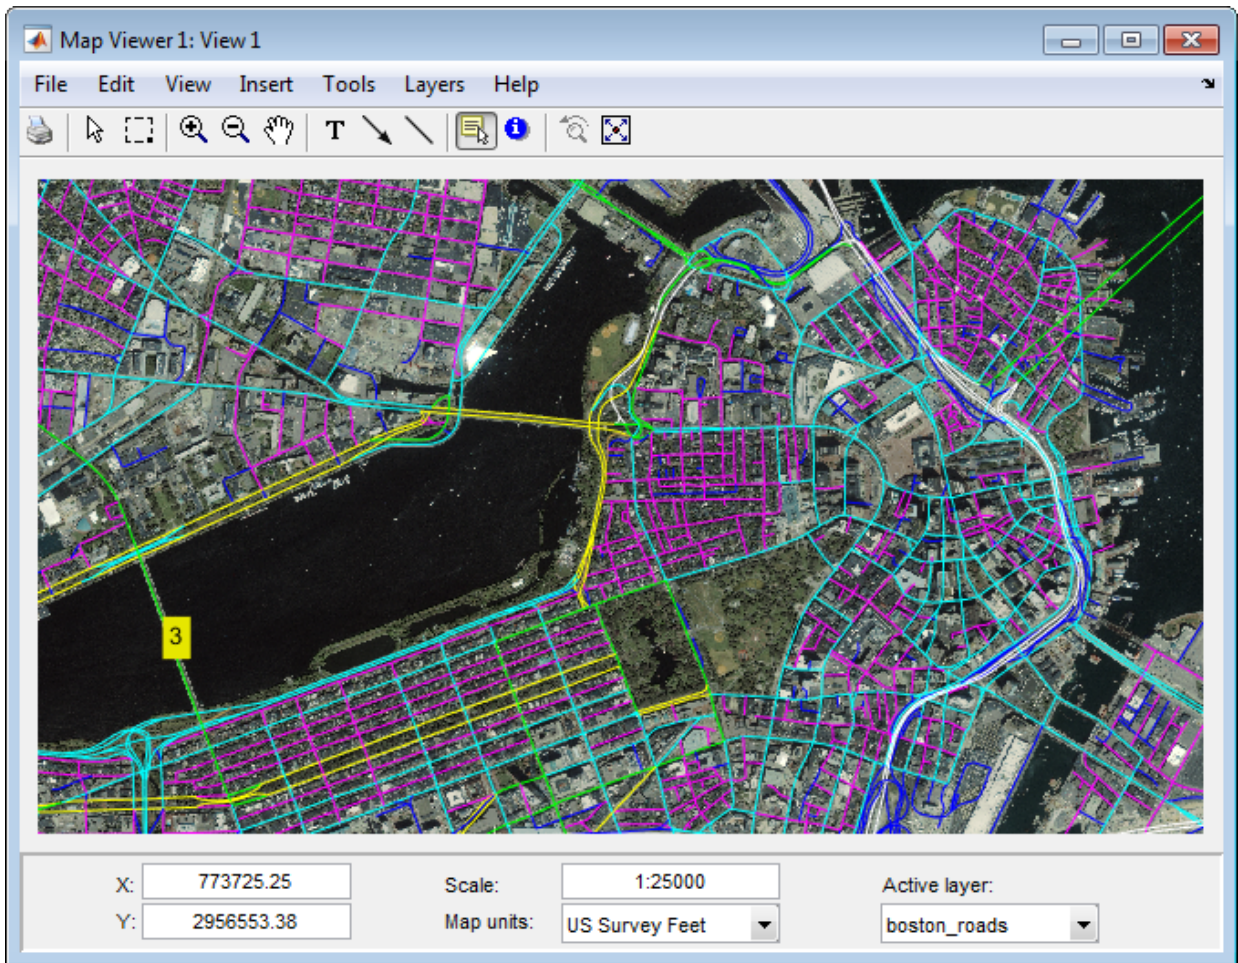 Map Viewer 1: View 1
File Edit View Insert Tools Layers Help
T
3
X: 773725.25 Scale: 1:25000 Active layer:
Y: 2956553.38 Map units: US Survey Feet boston_roads